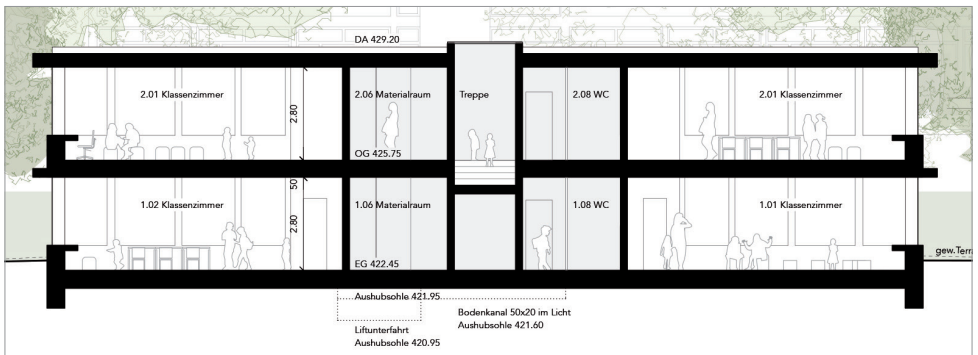 DA 429.20
2.01 Klassenzimmer
2.80
2.06 Materialraum
Treppe
2.08 WC
2.01 Klassenzimmer
OG 425.75
50
1.02 Klassenzimmer
2.80
1.06 Materialraum
1.08 WC
1.01 Klassenzimmer
gew.Terr
EG 422.45
Aushubsohle 421.95
Bodenkanal 50x20 im Licht
Aushubsohle 421.60
Liftunterfahrt
Aushubsohle 420.95